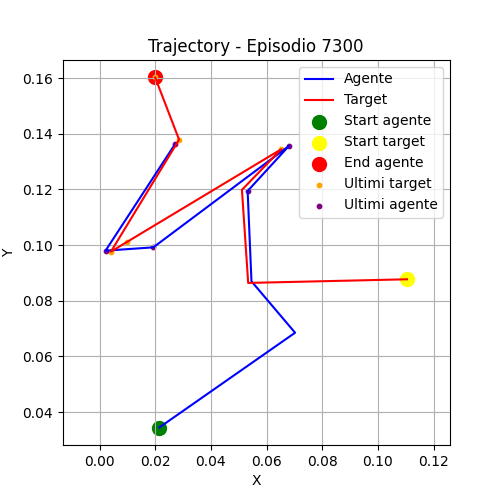 Trajectory - Episodio 7300
Agente
Target
Start agente
Start target
End agente
Ultimi target
Ultimi agente
Y
0.16
0.14
0.12
0.10
0.08
0.06
0.04
0.00 0.02 0.04 0.06 0.08 0.10 0.12
X